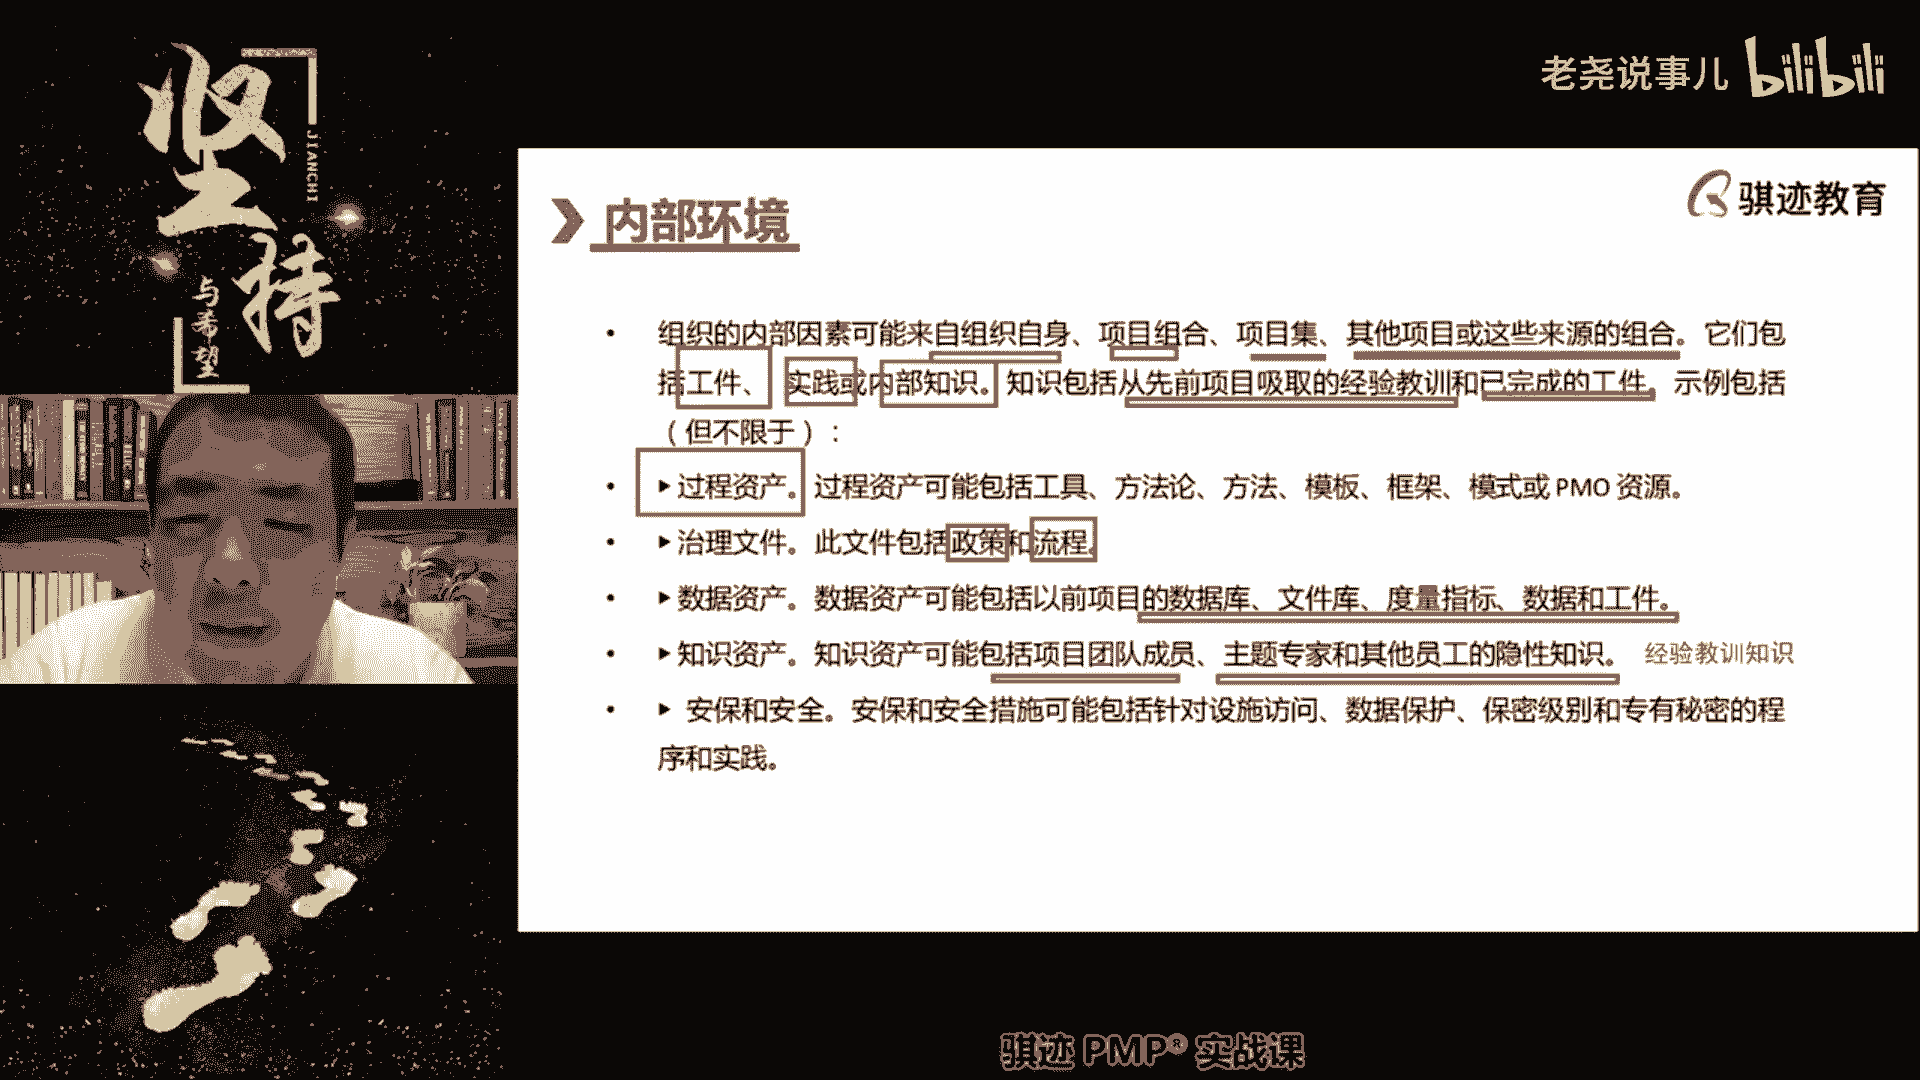 坚持
JIANCHI
与希望
老尧说事儿 bilibili
骐迹教育
内部环境
• 组织的内部因素可能来自组织自身、项目组合、项目集、其他项目或这些来源的组合。它们包
括工件、实践或内部知识。知识包括从先前项目吸取的经验教训和已完成的工件。示例包括
（但不限于）：
• ▶过程资产。过程资产可能包括工具、方法论、方法、模板、框架、模式或 PMO 资源。
• ▶治理文件。此文件包括政策和流程。
• ▶数据资产。数据资产可能包括以前项目的数据库、文件库、度量指标、数据和工件。
• ▶知识资产。知识资产可能包括项目团队成员、主题专家和其他员工的隐性知识。 经验教训知识
• ▶ 安保和安全。安保和安全措施可能包括针对设施访问、数据保护、保密级别和专有秘密的程
序和实践。
骐迹 PMP® 实战课